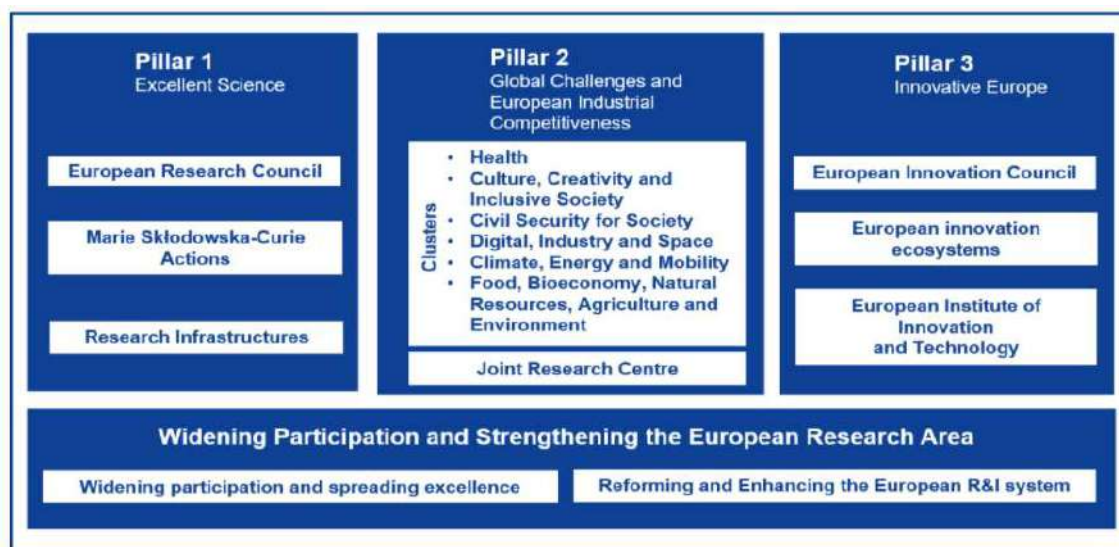 Pillar 1
Excellent Science
European Research Council
Marie Skłodowska-Curie
Actions
Research Infrastructures
Pillar 2
Global Challenges and
European Industrial
Competitiveness
Clusters
• Health
• Culture, Creativity and
Inclusive Society
• Civil Security for Society
• Digital, Industry and Space
• Climate, Energy and Mobility
• Food, Bioeconomy, Natural
Resources, Agriculture and
Environment
Joint Research Centre
Pillar 3
Innovative Europe
European Innovation Council
European innovation
ecosystems
European Institute of
Innovation
and Technology
Widening Participation and Strengthening the European Research Area
Widening participation and spreading excellence
Reforming and Enhancing the European R&I system